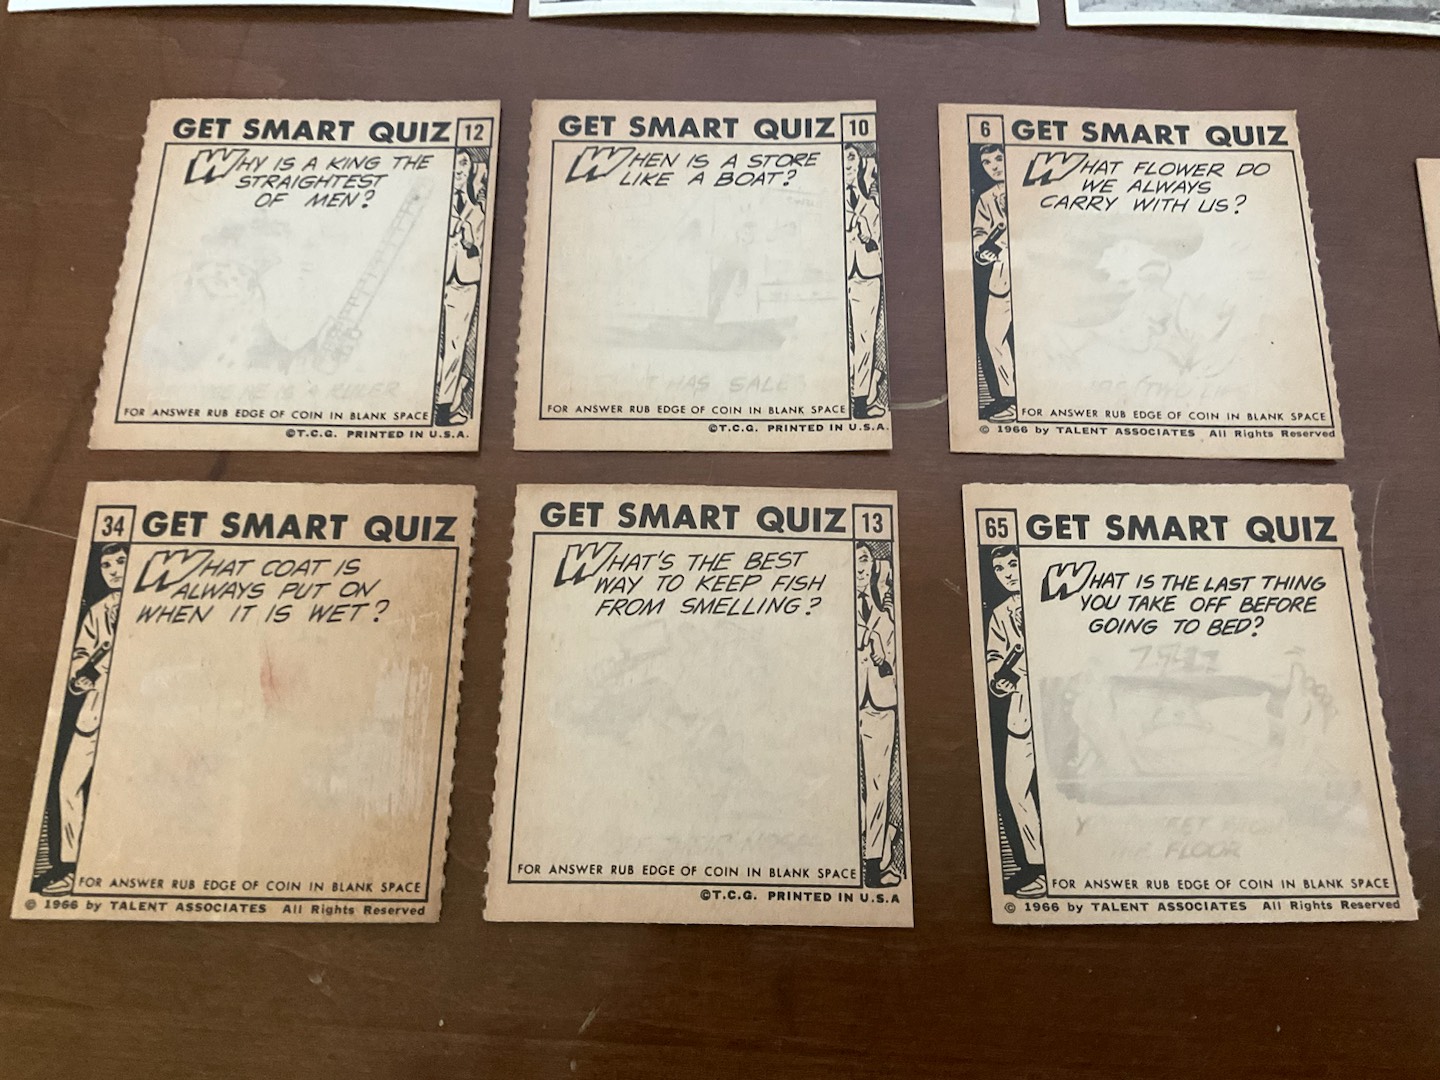 GET SMART QUIZ 12
WHY IS A KING THE
STRAIGHTEST
OF MEN?
HE IS A RULER
FOR ANSWER RUB EDGE OF COIN IN BLANK SPACE
©T.C.G. PRINTED IN U.S.A.
GET SMART QUIZ 10
WHEN IS A STORE
LIKE A BOAT?
IT HAS SALES
FOR ANSWER RUB EDGE OF COIN IN BLANK SPACE
©T.C.G. PRINTED IN U.S.A.
6 GET SMART QUIZ
WHAT FLOWER DO
WE ALWAYS
CARRY WITH US?
FOR ANSWER RUB EDGE OF COIN IN BLANK SPACE
© 1966 by TALENT ASSOCIATES All Rights Reserved
34 GET SMART QUIZ
WHAT COAT IS
ALWAYS PUT ON
WHEN IT IS WET?
FOR ANSWER RUB EDGE OF COIN IN BLANK SPACE
© 1966 by TALENT ASSOCIATES All Rights Reserved
GET SMART QUIZ 13
WHAT'S THE BEST
WAY TO KEEP FISH
FROM SMELLING?
FOR ANSWER RUB EDGE OF COIN IN BLANK SPACE
©T.C.G. PRINTED IN U.S.A
65 GET SMART QUIZ
WHAT IS THE LAST THING
YOU TAKE OFF BEFORE
GOING TO BED?
FEET
FLOOR
FOR ANSWER RUB EDGE OF COIN IN BLANK SPACE
© 1966 by TALENT ASSOCIATES All Rights Reserved